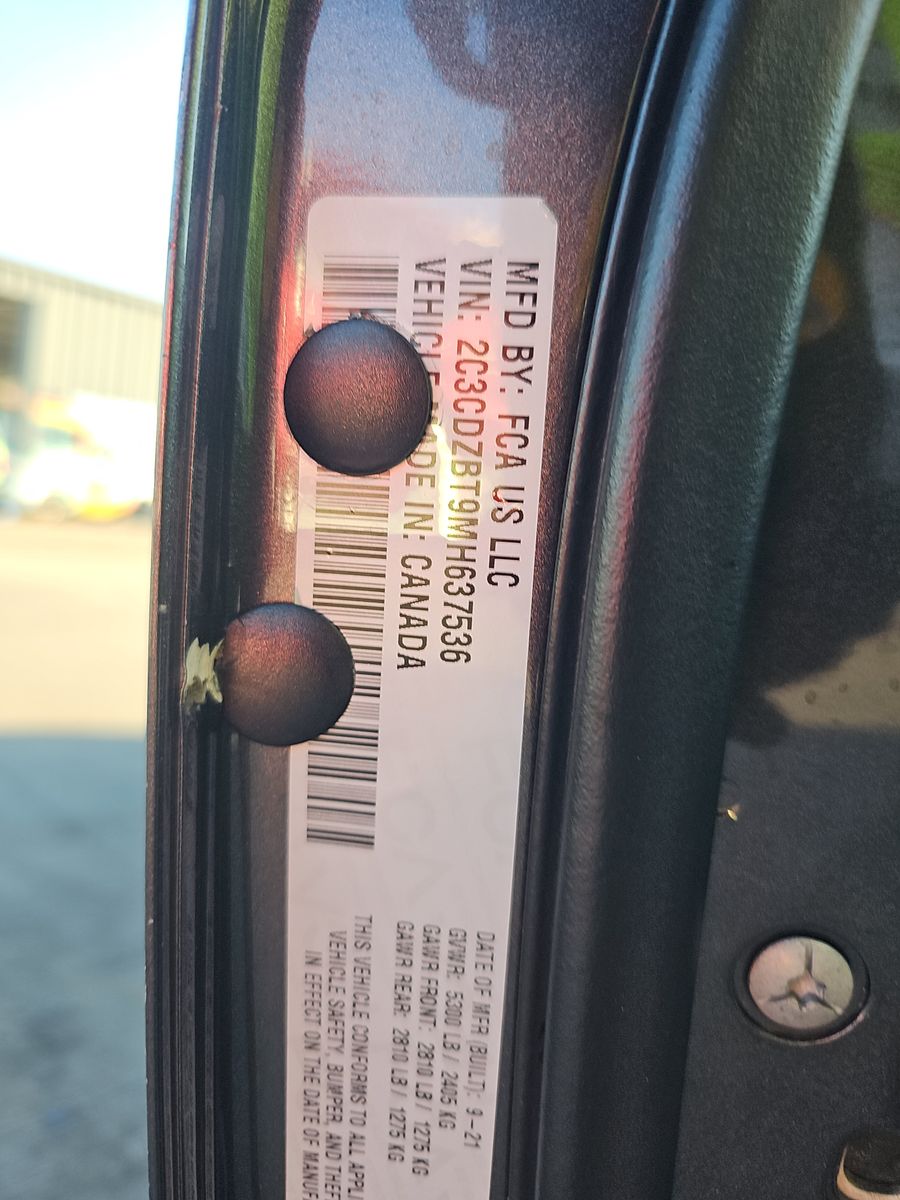 MFD BY: FCA US LLC
VIN: 2C3CDZBT9MH637536
VEHICLE MADE IN: CANADA
DATE OF MFR (BUILT): 9-21
GVWR: 5300 LB / 2405 KG
GAWR FRONT: 2810 LB / 1275 KG
GAWR REAR: 2810 LB / 1275 KG
THIS VEHICLE CONFORMS TO ALL APPLI
VEHICLE SAFETY, BUMPER, AND THEF
IN EFFECT ON THE DATE OF MANUF